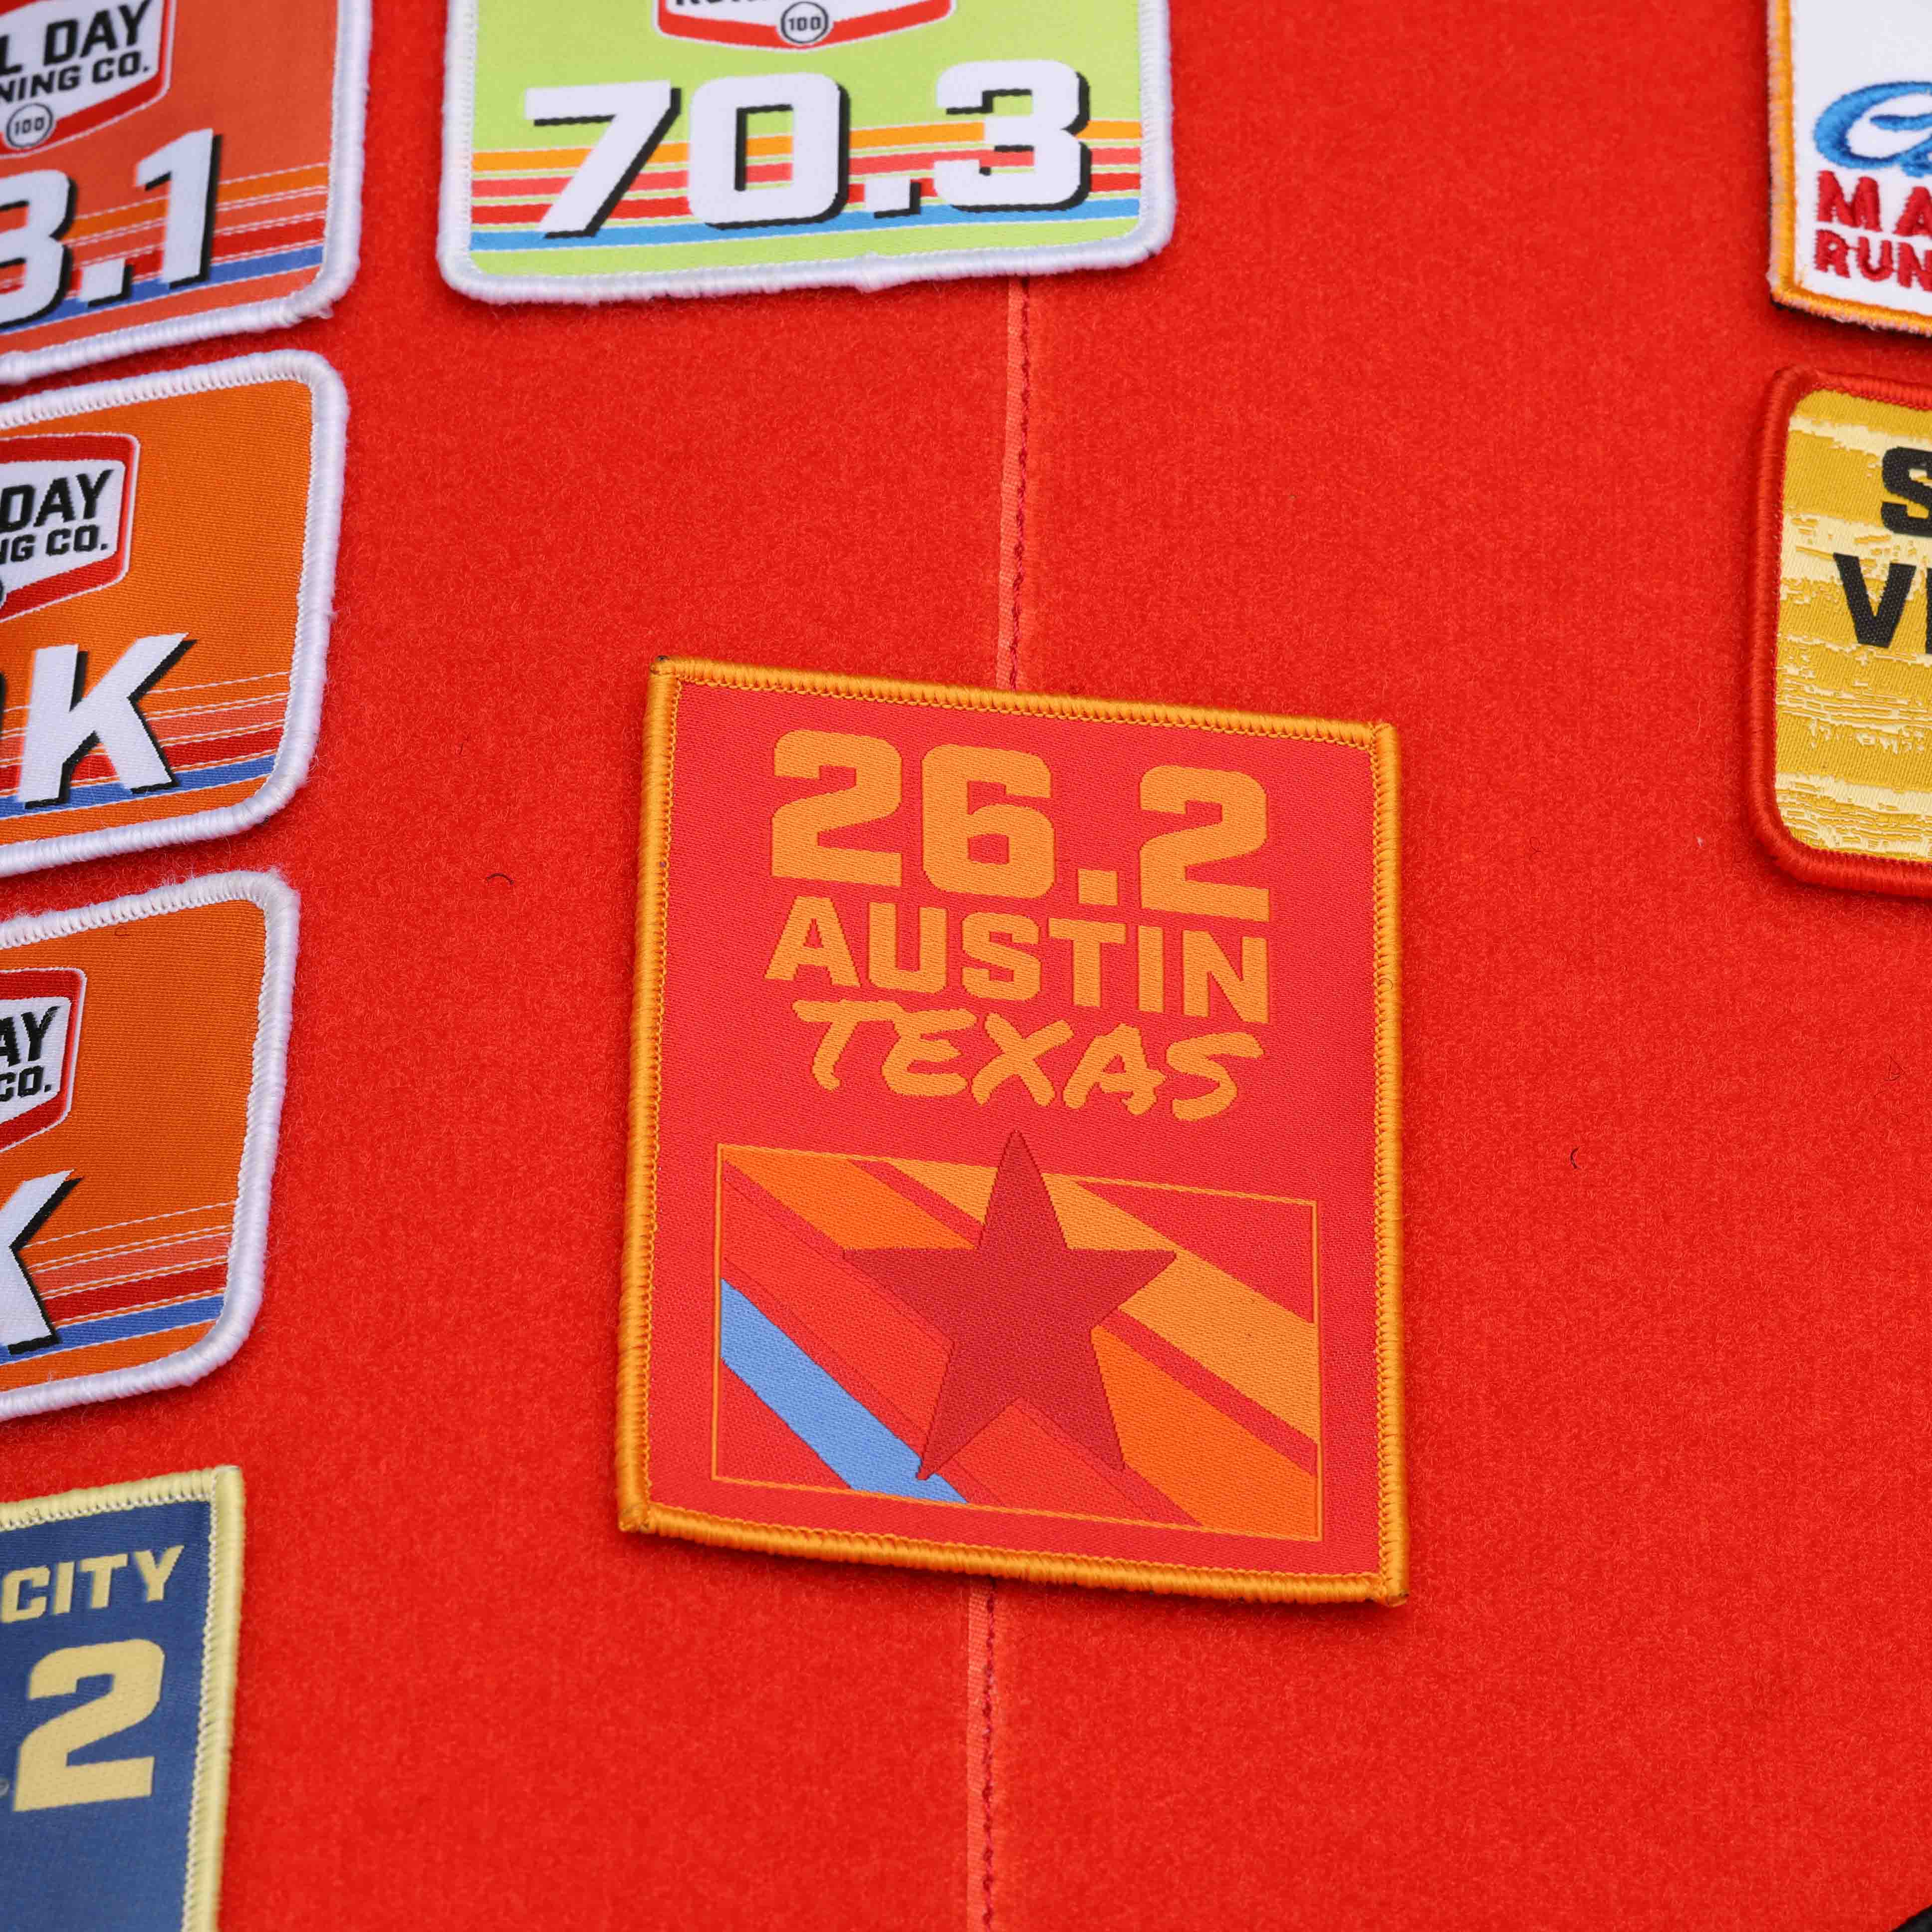 L DAY
NING CO.
100
3.1
100
70.3
MA
RUN
DAY
NG CO.
K
S
V
26.2
AUSTIN
TEXAS
AY
CO.
K
CITY
2